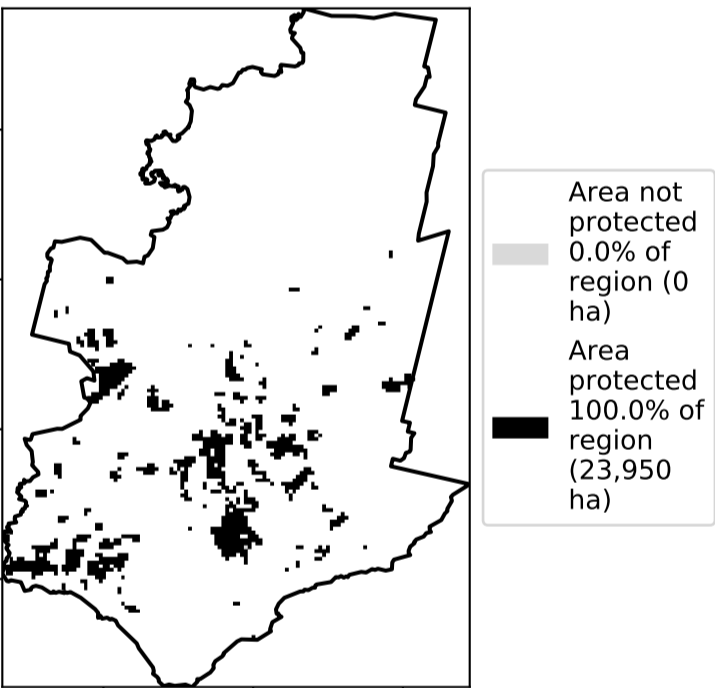 Area not
protected
0.0% of
region (0
ha)
Area
protected
100.0% of
region
(23,950
ha)